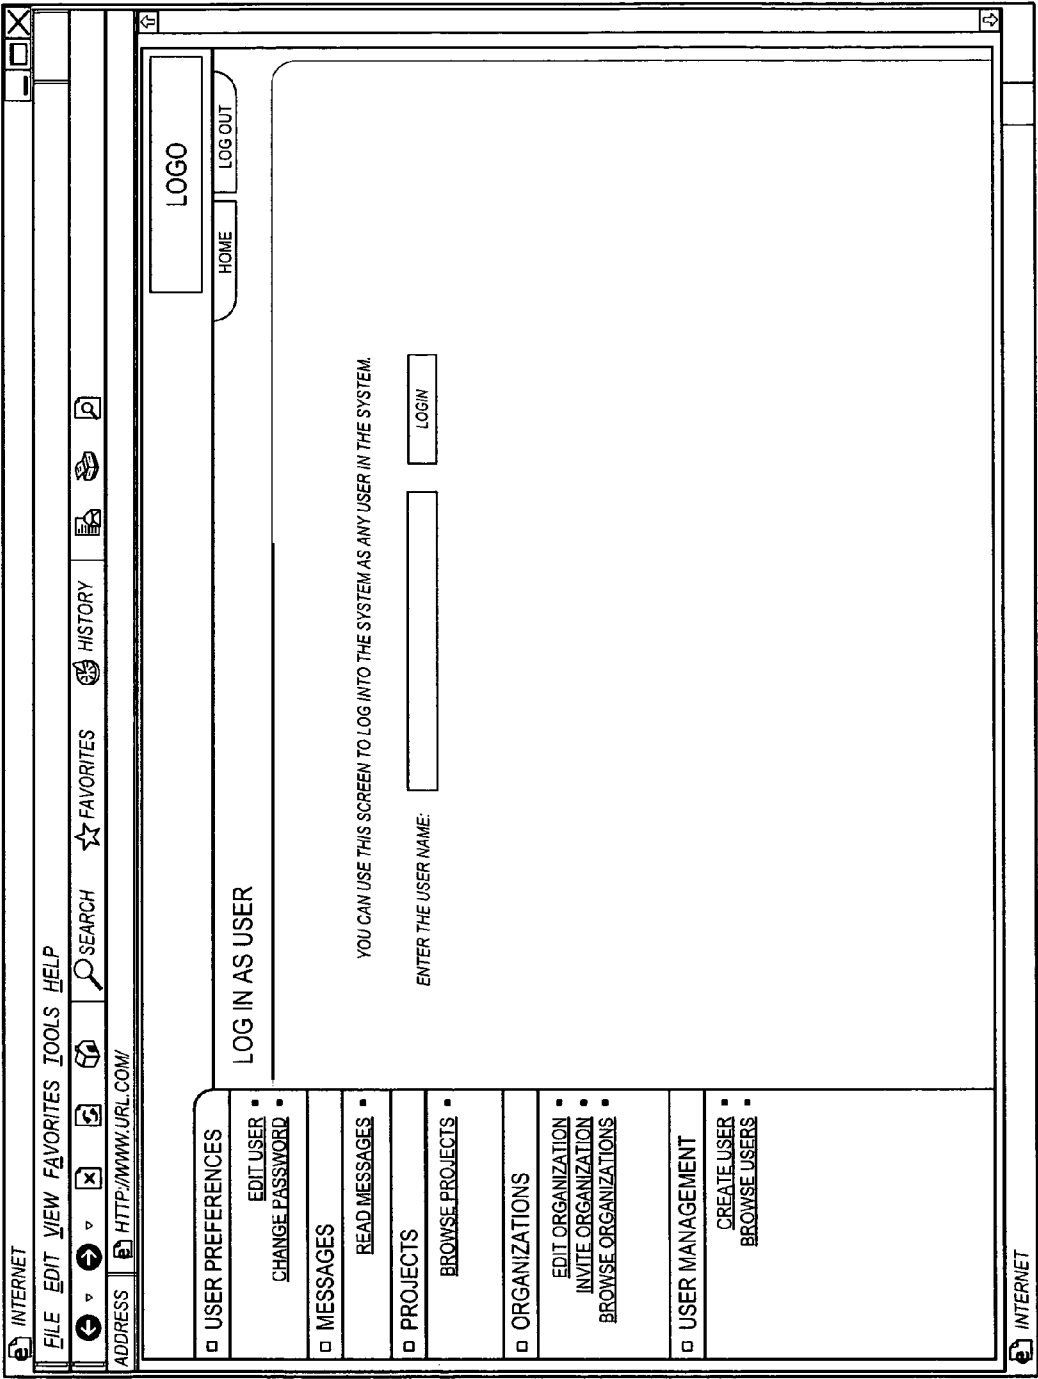 INTERNET
FILE EDIT VIEW FAVORITES TOOLS HELP
SEARCH FAVORITES HISTORY
ADDRESS HTTP://WWW.URL.COM/
LOGO
HOME LOG OUT
USER PREFERENCES
EDIT USER
CHANGE PASSWORD
MESSAGES
READ MESSAGES
PROJECTS
BROWSE PROJECTS
ORGANIZATIONS
EDIT ORGANIZATION
INVITE ORGANIZATION
BROWSE ORGANIZATIONS
USER MANAGEMENT
CREATE USER
BROWSE USERS
LOG IN AS USER
YOU CAN USE THIS SCREEN TO LOG INTO THE SYSTEM AS ANY USER IN THE SYSTEM.
ENTER THE USER NAME: LOGIN
INTERNET